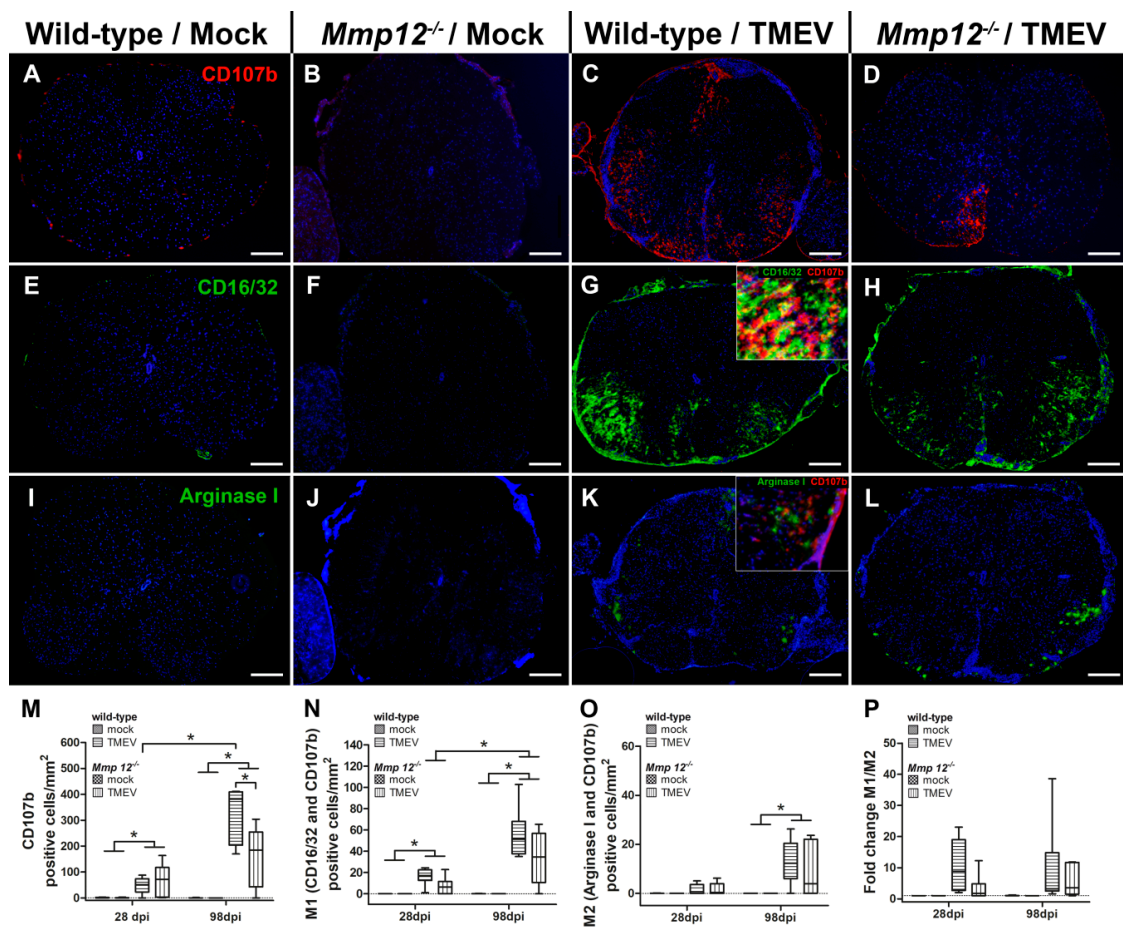 Wild-type / Mock
Mmp12-/- / Mock
Wild-type / TMEV
Mmp12-/- / TMEV
A
CD107b
B
C
D
E
CD16/32
F
G
CD16/32 CD107b
H
I
Arginase I
J
K
Arginase I CD107b
L
M
wild-type
mock
TMEV
Mmp 12-/-
mock
TMEV
CD107b
positive cells/mm2
600
500
400
300
200
100
0
*
*
*
*
28 dpi
98dpi
N
wild-type
mock
TMEV
Mmp 12-/-
mock
TMEV
M1 (CD16/32 and CD107b)
positive cells/mm2
140
120
100
80
60
40
20
0
*
*
*
28dpi
98dpi
O
wild-type
mock
TMEV
Mmp 12-/-
mock
TMEV
M2 (Arginase I and CD107b)
positive cells/mm2
60
40
20
0
*
28dpi
98dpi
P
wild-type
mock
TMEV
Mmp 12-/-
mock
TMEV
Fold change M1/M2
50
40
30
20
10
0
28dpi
98dpi